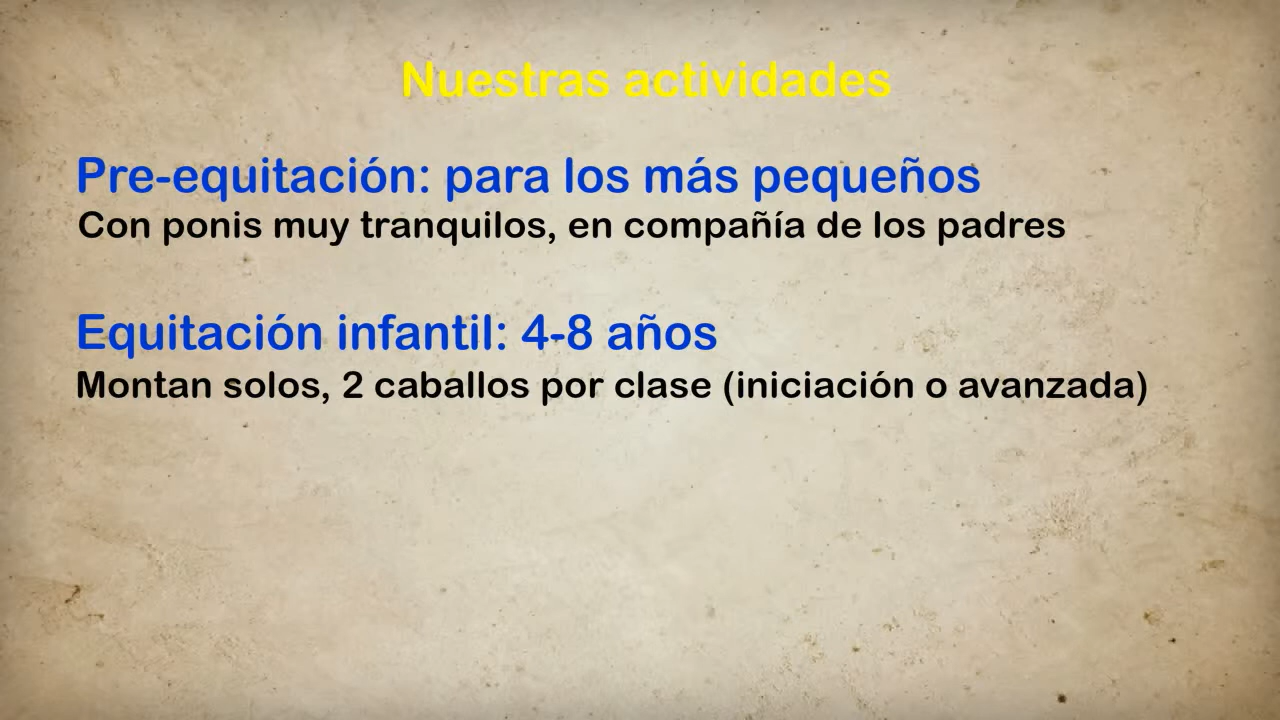 Nuestras actividades
Pre-equitación: para los más pequeños
Con ponis muy tranquilos, en compañía de los padres
Equitación infantil: 4-8 años
Montan solos, 2 caballos por clase (iniciación o avanzada)